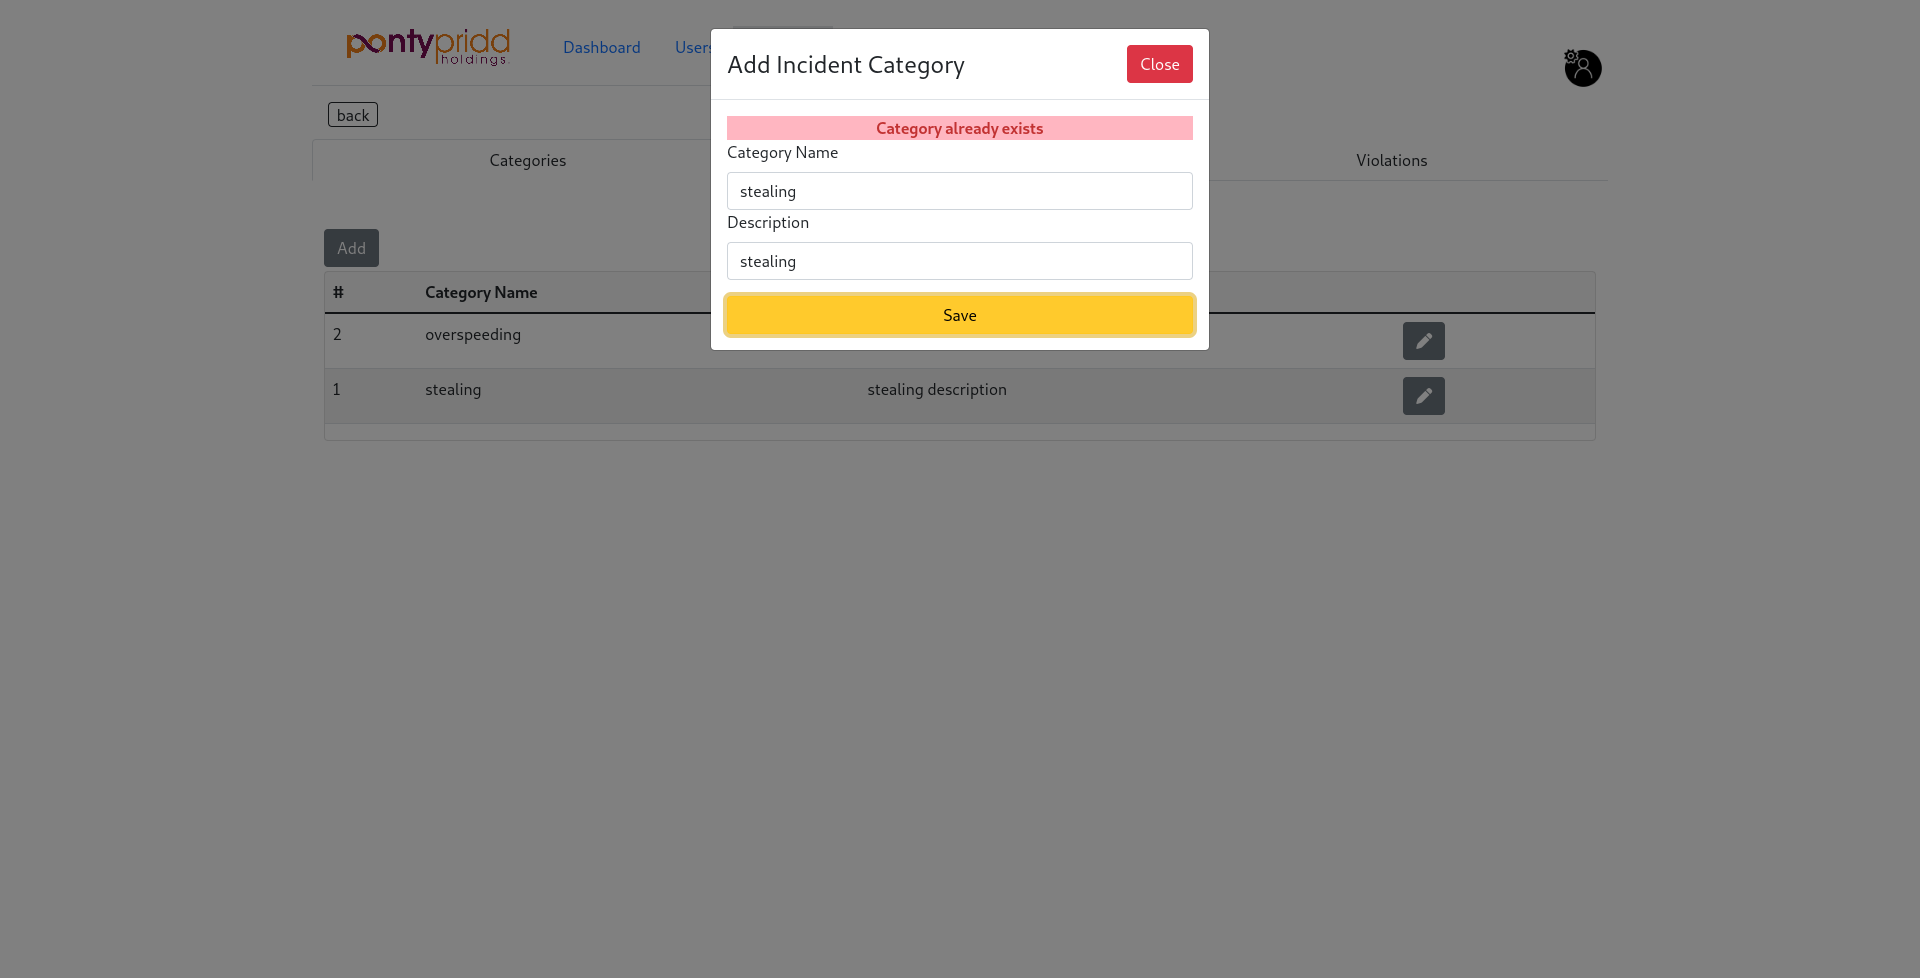 pontypridd
holdings
Dashboard
Users
Add Incident Category
Close
back
Category already exists
Category Name
stealing
Categories
Violations
Description
stealing
Add
Save
# Category Name
2 overspeeding
1 stealing stealing description